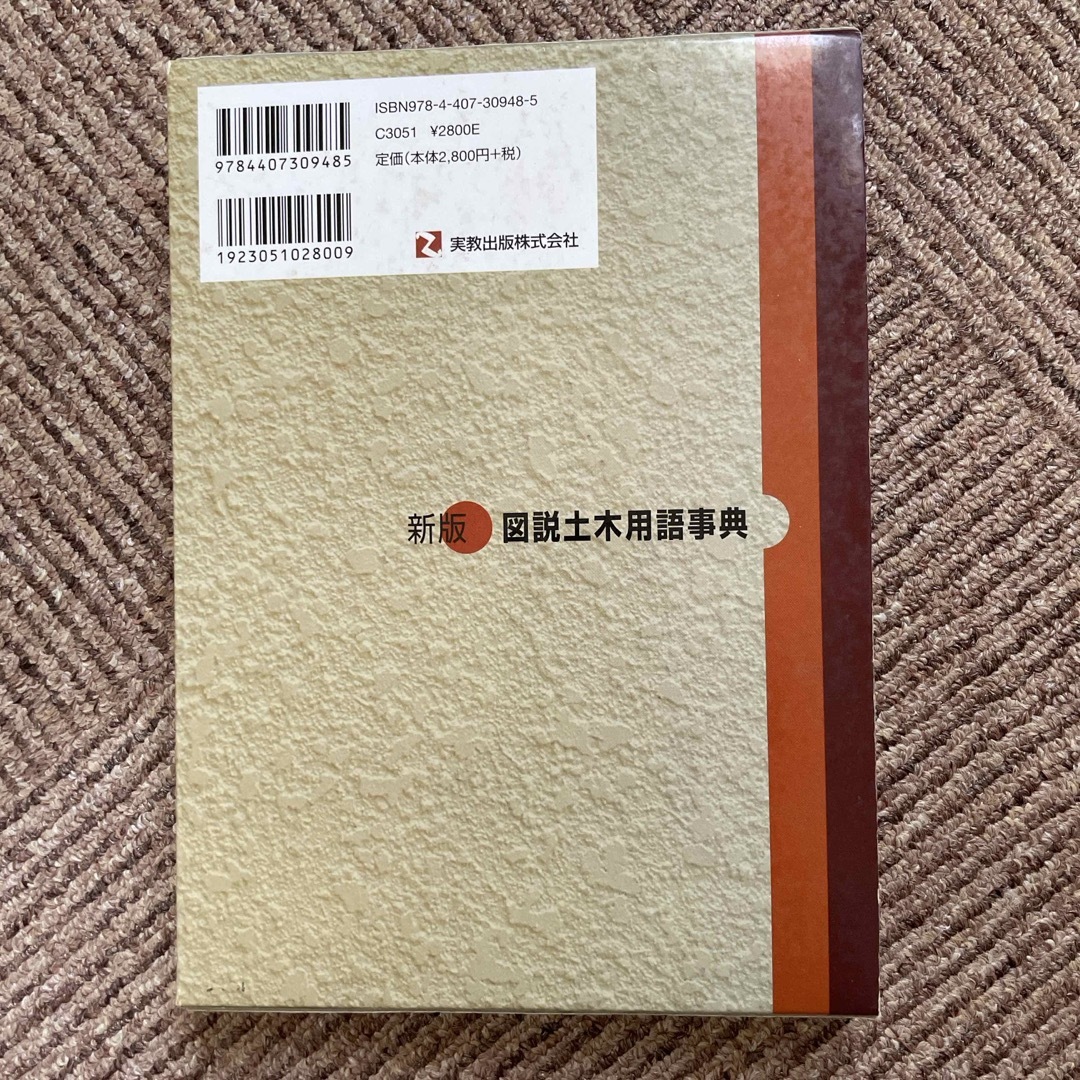 ISBN978-4-407-30948-5
C3051 ¥2800E
定価(本体2,800円+税)
9784407309485
1923051028009
実教出版株式会社
新版 図説土木用語事典